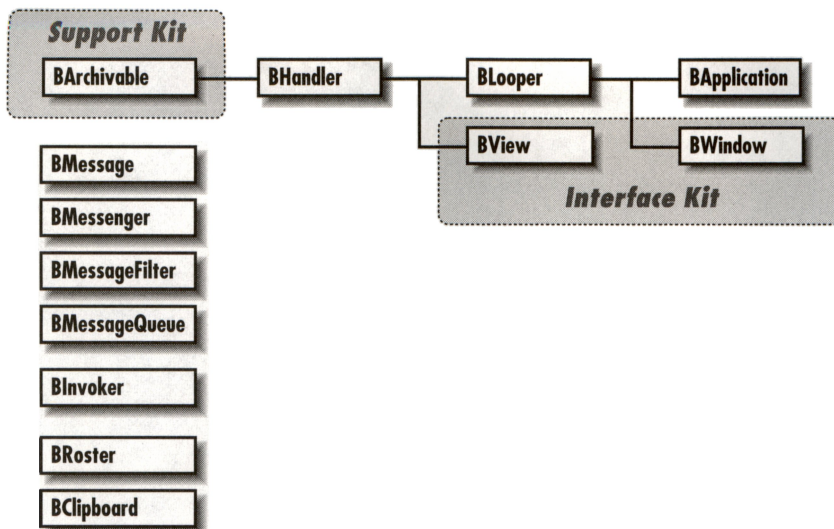 Support Kit
BArchivable
BHandler
BLooper
BApplication
BView
BWindow
Interface Kit
BMessage
BMessenger
BMessageFilter
BMessageQueue
BInvoker
BRoster
BClipboard